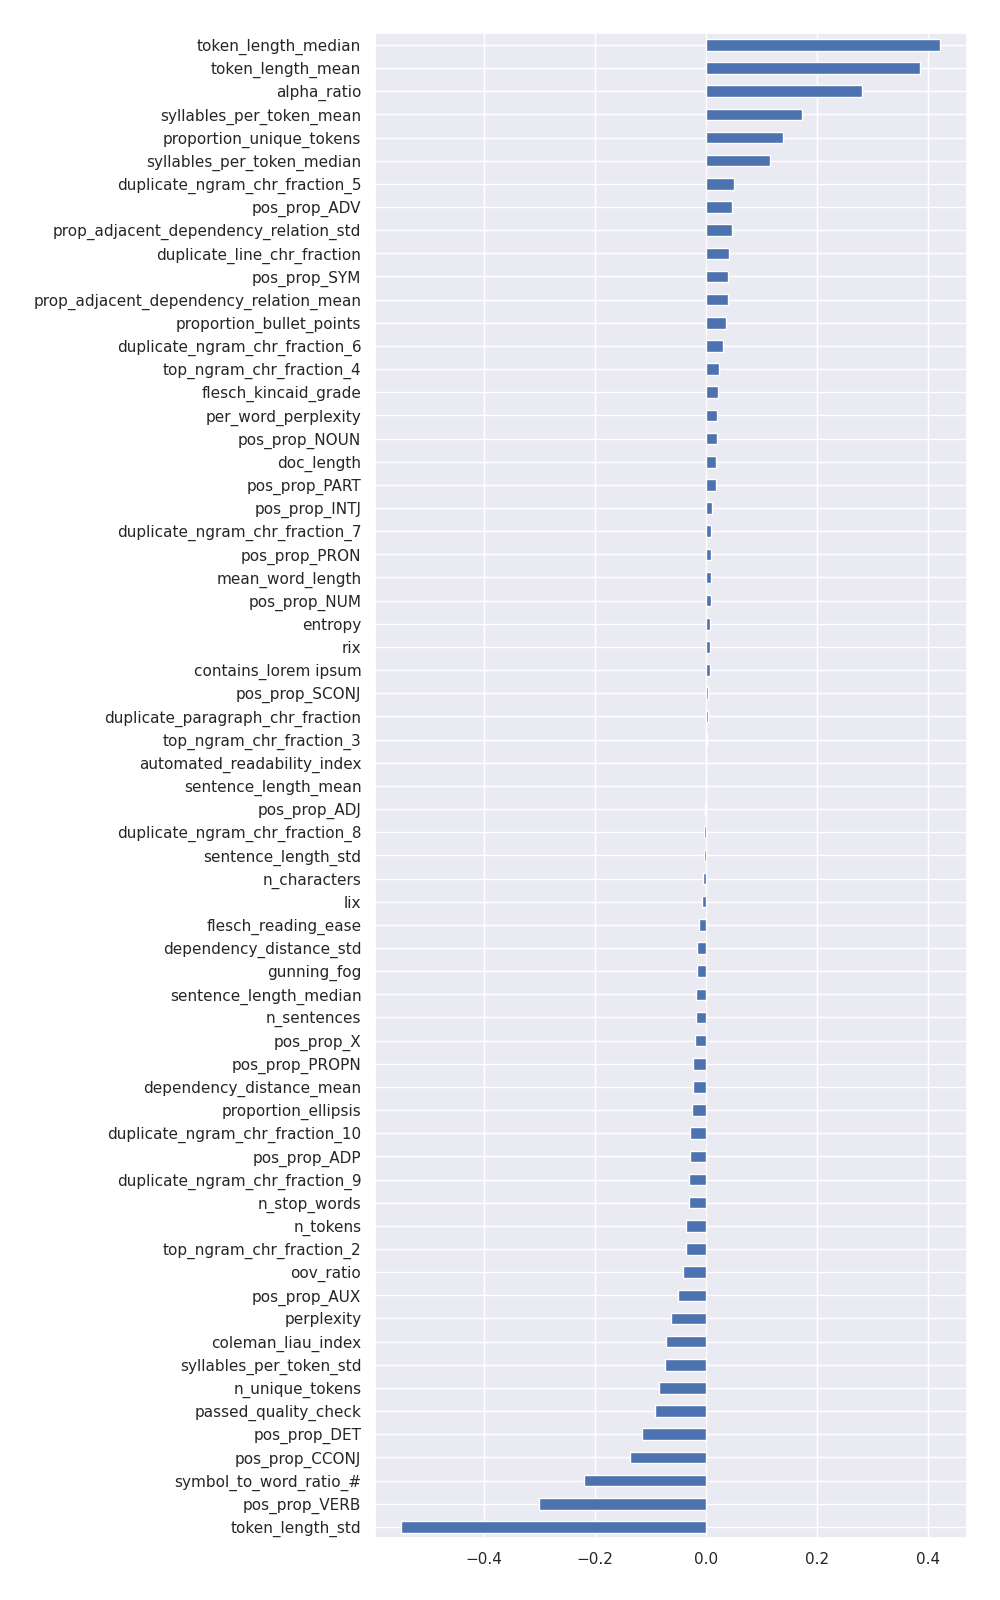 token_length_median
token_length_mean
alpha_ratio
syllables_per_token_mean
proportion_unique_tokens
syllables_per_token_median
duplicate_ngram_chr_fraction_5
pos_prop_ADV
prop_adjacent_dependency_relation_std
duplicate_line_chr_fraction
pos_prop_SYM
prop_adjacent_dependency_relation_mean
proportion_bullet_points
duplicate_ngram_chr_fraction_6
top_ngram_chr_fraction_4
flesch_kincaid_grade
per_word_perplexity
pos_prop_NOUN
doc_length
pos_prop_PART
pos_prop_INTJ
duplicate_ngram_chr_fraction_7
pos_prop_PRON
mean_word_length
pos_prop_NUM
entropy
rix
contains_lorem ipsum
pos_prop_SCONJ
duplicate_paragraph_chr_fraction
top_ngram_chr_fraction_3
automated_readability_index
sentence_length_mean
pos_prop_ADJ
duplicate_ngram_chr_fraction_8
sentence_length_std
n_characters
lix
flesch_reading_ease
dependency_distance_std
gunning_fog
sentence_length_median
n_sentences
pos_prop_X
pos_prop_PROPN
dependency_distance_mean
proportion_ellipsis
duplicate_ngram_chr_fraction_10
pos_prop_ADP
duplicate_ngram_chr_fraction_9
n_stop_words
n_tokens
top_ngram_chr_fraction_2
oov_ratio
pos_prop_AUX
perplexity
coleman_liau_index
syllables_per_token_std
n_unique_tokens
passed_quality_check
pos_prop_DET
pos_prop_CCONJ
symbol_to_word_ratio_#
pos_prop_VERB
token_length_std
−0.4 −0.2 0.0 0.2 0.4